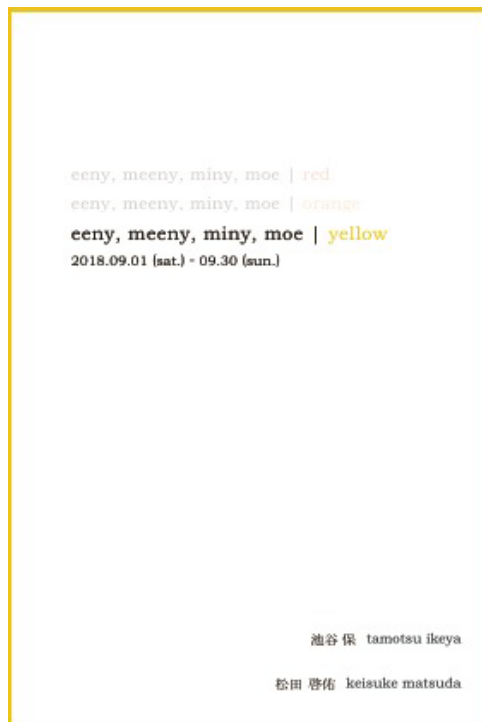 eeny, meeny, miny, moe | red
eeny, meeny, miny, moe | orange
eeny, meeny, miny, moe | yellow
2018.09.01 (sat.) - 09.30 (sun.)
池谷 保 tamotsu ikeya
松田 啓佑 keisuke matsuda